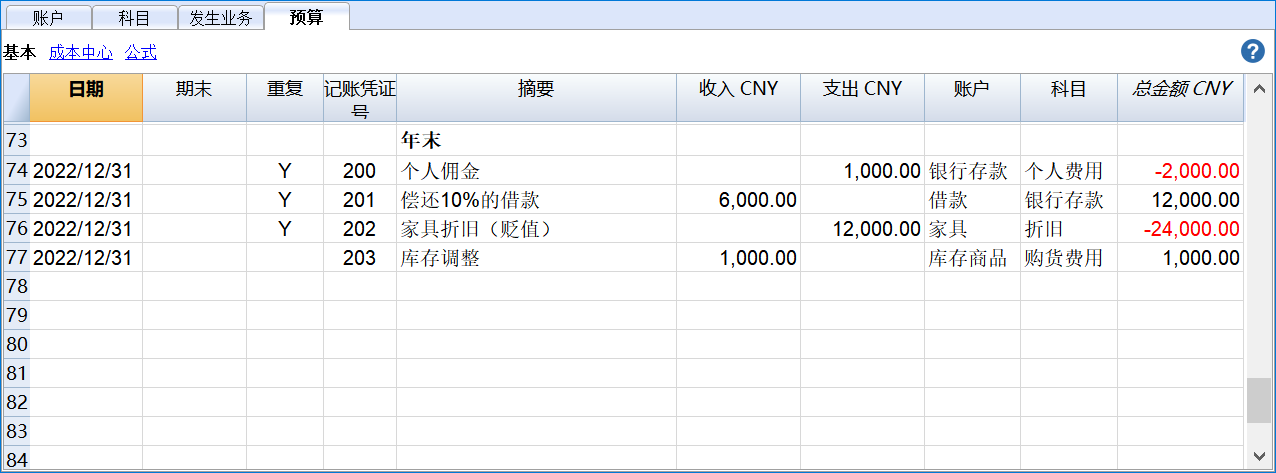 账户 科目 发生业务 预算
基本 成本中心 公式 ?
日期 期末 重复 记账凭证号 摘要 收入 CNY 支出 CNY 账户 科目 总金额 CNY
73 年末
74 2022/12/31 Y 200 个人佣金 1,000.00 银行存款 个人费用 -2,000.00
75 2022/12/31 Y 201 偿还10%的借款 6,000.00 借款 银行存款 12,000.00
76 2022/12/31 Y 202 家具折旧（贬值） 12,000.00 家具 折旧 -24,000.00
77 2022/12/31 203 库存调整 1,000.00 库存商品 购货费用 1,000.00
78
79
80
81
82
83
84